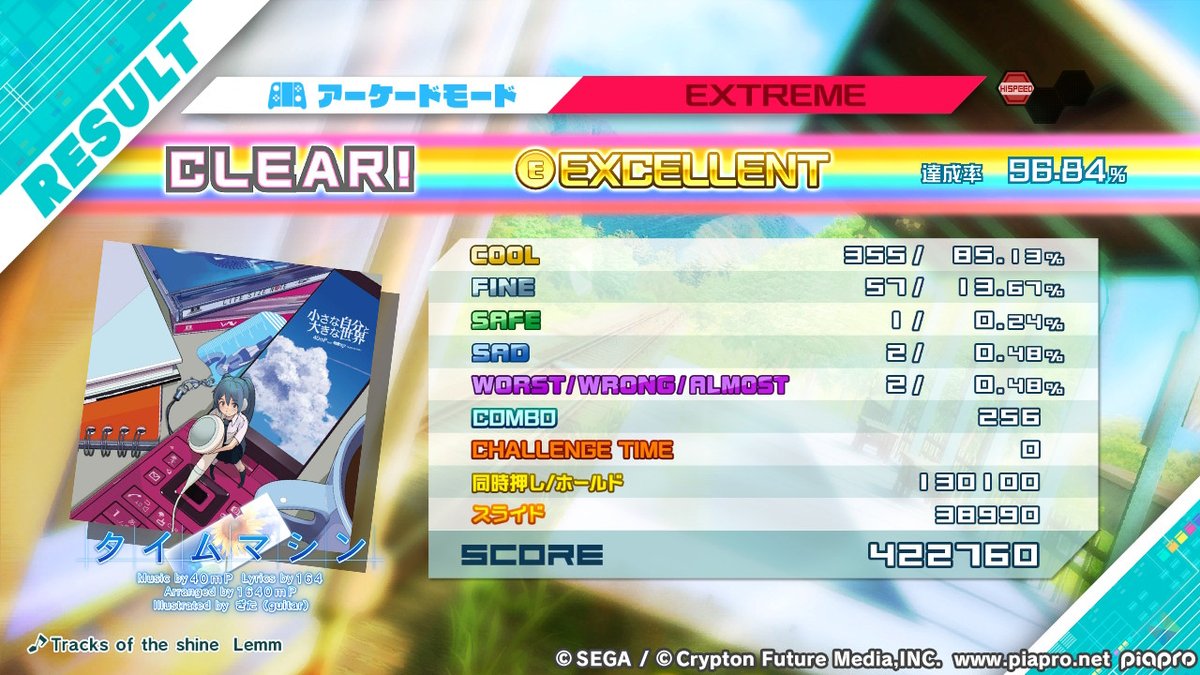 RESULT
アーケードモード EXTREME HISPEED
CLEAR! E EXCELLENT 達成率 96.84%
COOL 355/ 85.13%
FINE 57/ 13.67%
SAFE 1/ 0.24%
SAD 2/ 0.48%
WORST/WRONG/ALMOST 2/ 0.48%
COMBO 256
CHALLENGE TIME 0
同時押し/ホールド 130100
スライド 38990
SCORE 422760
LIFE SIZE NOTE
小さな自分と
大きな世界
40mP
タイムマシン
Music by 40mP Lyrics by 164
Arranged by 1640mP
Illustrated by ぎた (guitar)
Tracks of the shine Lemm
© SEGA / © Crypton Future Media,INC. www.piapro.net piapro